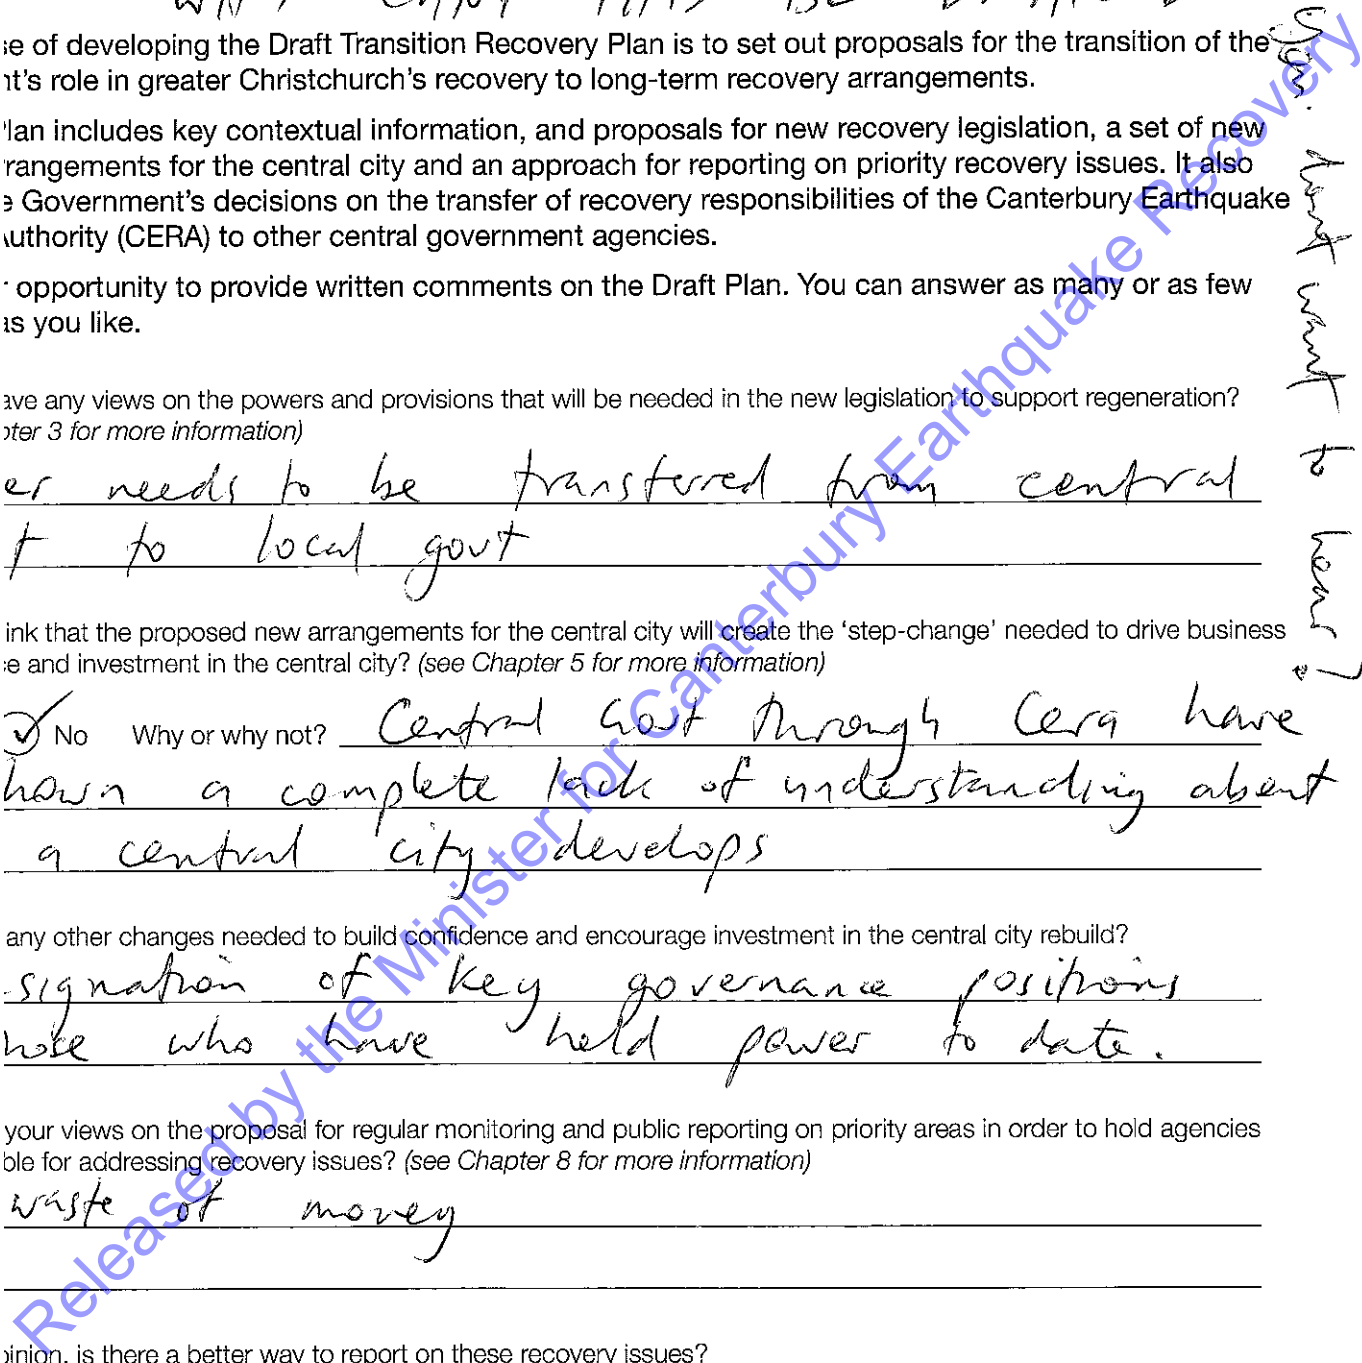 se of developing the Draft Transition Recovery Plan is to set out proposals for the transition of the
nt's role in greater Christchurch's recovery to long-term recovery arrangements.
Plan includes key contextual information, and proposals for new recovery legislation, a set of new
rrangements for the central city and an approach for reporting on priority recovery issues. It also
e Government's decisions on the transfer of recovery responsibilities of the Canterbury Earthquake
Authority (CERA) to other central government agencies.
r opportunity to provide written comments on the Draft Plan. You can answer as many or as few
as you like.
ave any views on the powers and provisions that will be needed in the new legislation to support regeneration?
pter 3 for more information)
er needs to be transferred from central
t to local govt
ink that the proposed new arrangements for the central city will create the 'step-change' needed to drive business
ce and investment in the central city? (see Chapter 5 for more information)
No Why or why not? Central Govt through Cera have
hown a complete lack of understanding about
a central city develops
any other changes needed to build confidence and encourage investment in the central city rebuild?
signation of key governance positions
hose who have held power to date.
your views on the proposal for regular monitoring and public reporting on priority areas in order to hold agencies
ble for addressing recovery issues? (see Chapter 8 for more information)
waste of money
pinion, is there a better way to report on these recovery issues?
want to hear?
Released by the Minister for Canterbury Earthquake Recovery